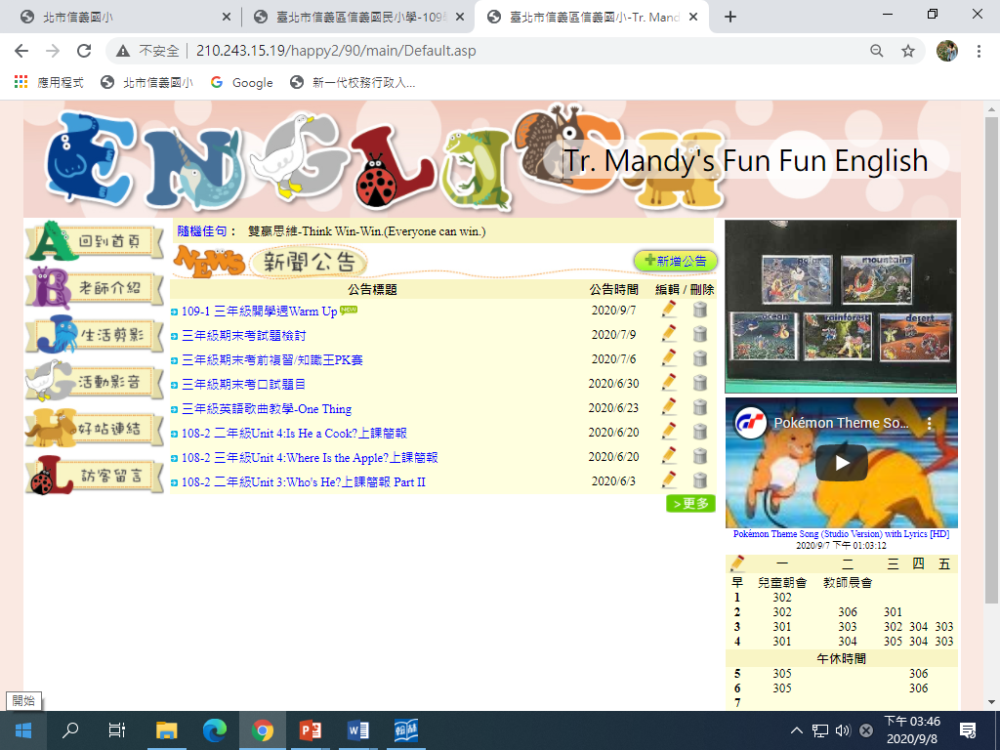 北市信義國小
臺北市信義區信義國民小學-109
臺北市信義區信義國小-Tr. Mand
不安全 210.243.15.19/happy2/90/main/Default.asp
應用程式 北市信義國小 Google 新一代校務行政入...
ENGLISH
Tr. Mandy's Fun Fun English
回到首頁
老師介紹
生活剪影
活動影音
好站連結
訪客留言
隨機佳句： 雙贏思維-Think Win-Win.(Everyone can win.)
NEWS 新聞公告 新增公告
公告標題 公告時間 編輯 / 刪除
109-1 三年級開學週Warm Up NEW 2020/9/7
三年級期末考試題檢討 2020/7/9
三年級期末考前複習/知識王PK賽 2020/7/6
三年級期末考口試題目 2020/6/30
三年級英語歌曲教學-One Thing 2020/6/23
108-2 二年級Unit 4:Is He a Cook?上課簡報 2020/6/20
108-2 三年級Unit 4:Where Is the Apple?上課簡報 2020/6/20
108-2 二年級Unit 3:Who's He?上課簡報 Part II 2020/6/3
>更多
polar mountain
ocean rainforest desert
Pokémon Theme So...
Pokémon Theme Song (Studio Version) with Lyrics [HD]
2020/9/7 下午 01:03:12
一 二 三 四 五
早 兒童朝會 教師晨會
1 302
2 302 306 301
3 301 303 302 304 303
4 301 304 305 304 303
午休時間
5 305 306
6 305 306
7
開始
下午 03:46
2020/9/8